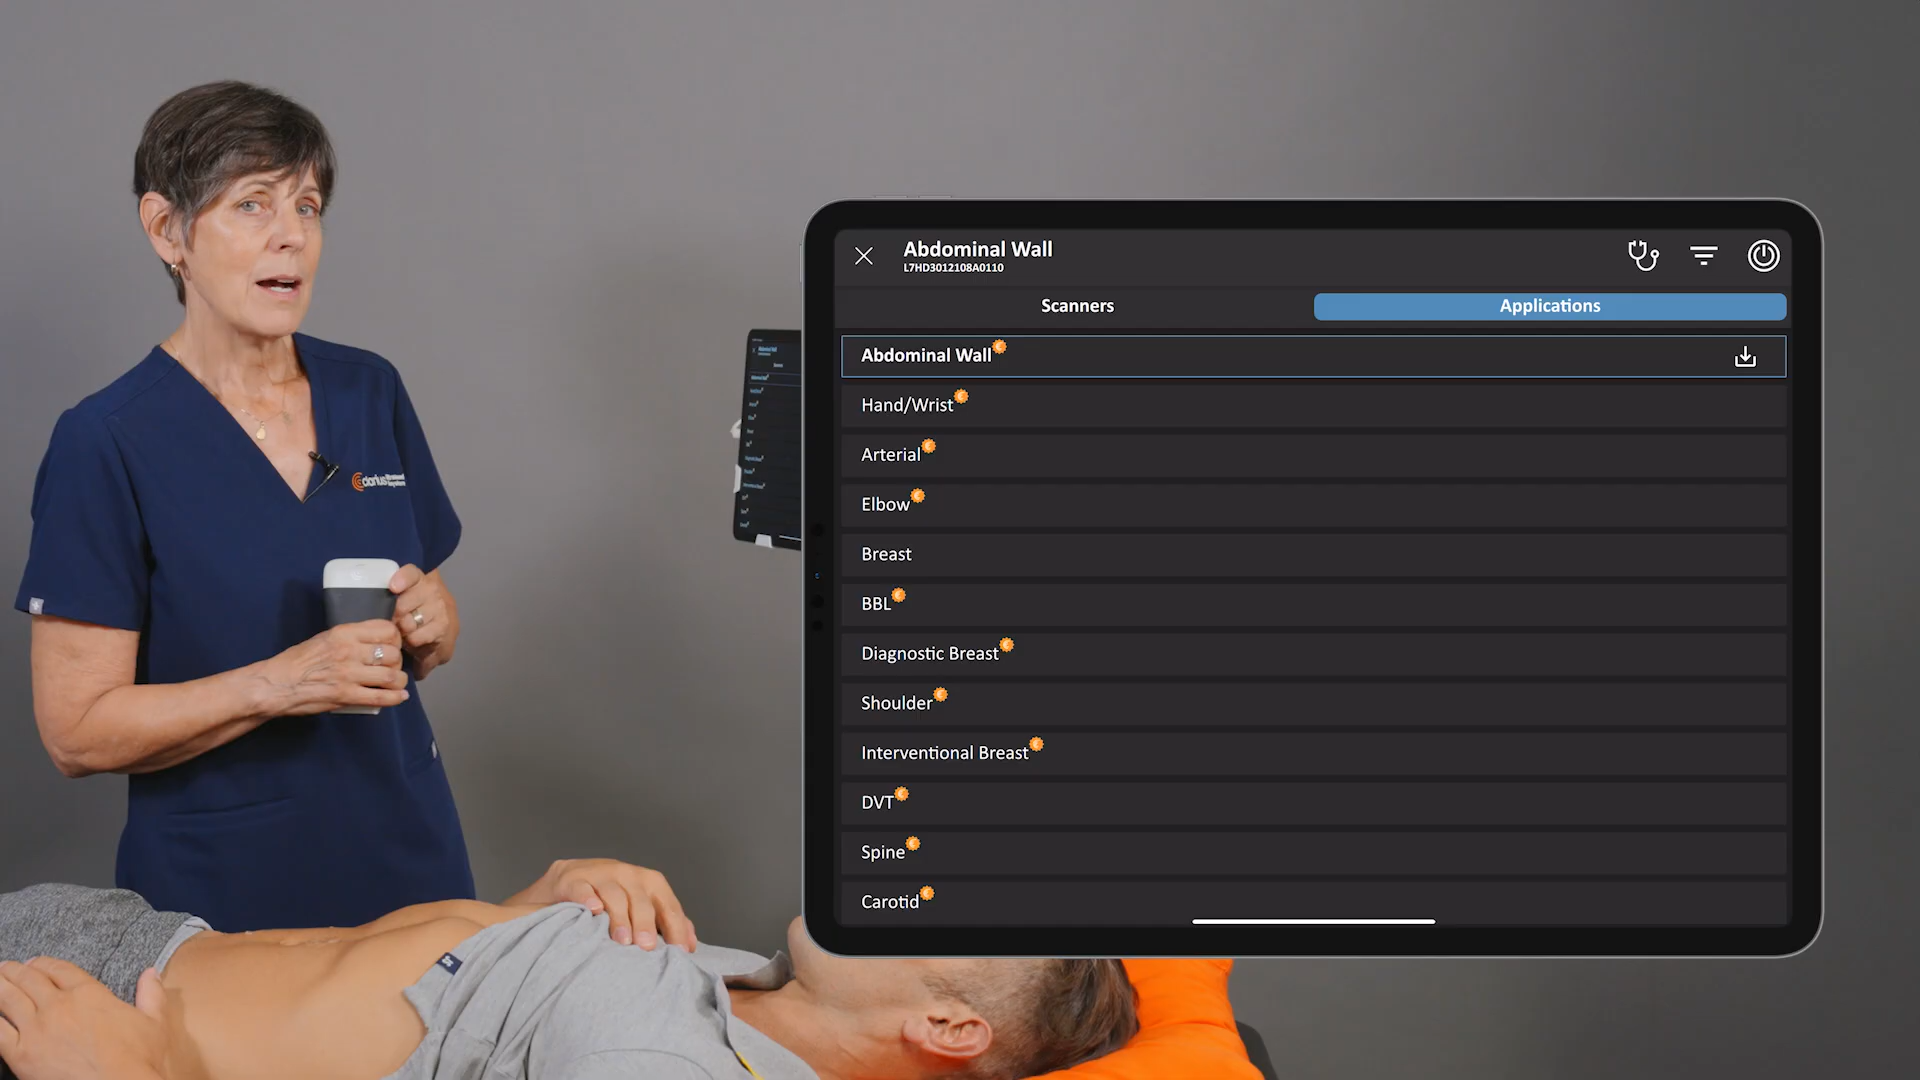 Abdominal Wall
L7HD3012108A0110
Scanners
Applications
Abdominal Wall
Hand/Wrist
Arterial
Elbow
Breast
BBL
Diagnostic Breast
Shoulder
Interventional Breast
DVT
Spine
Carotid
clarius